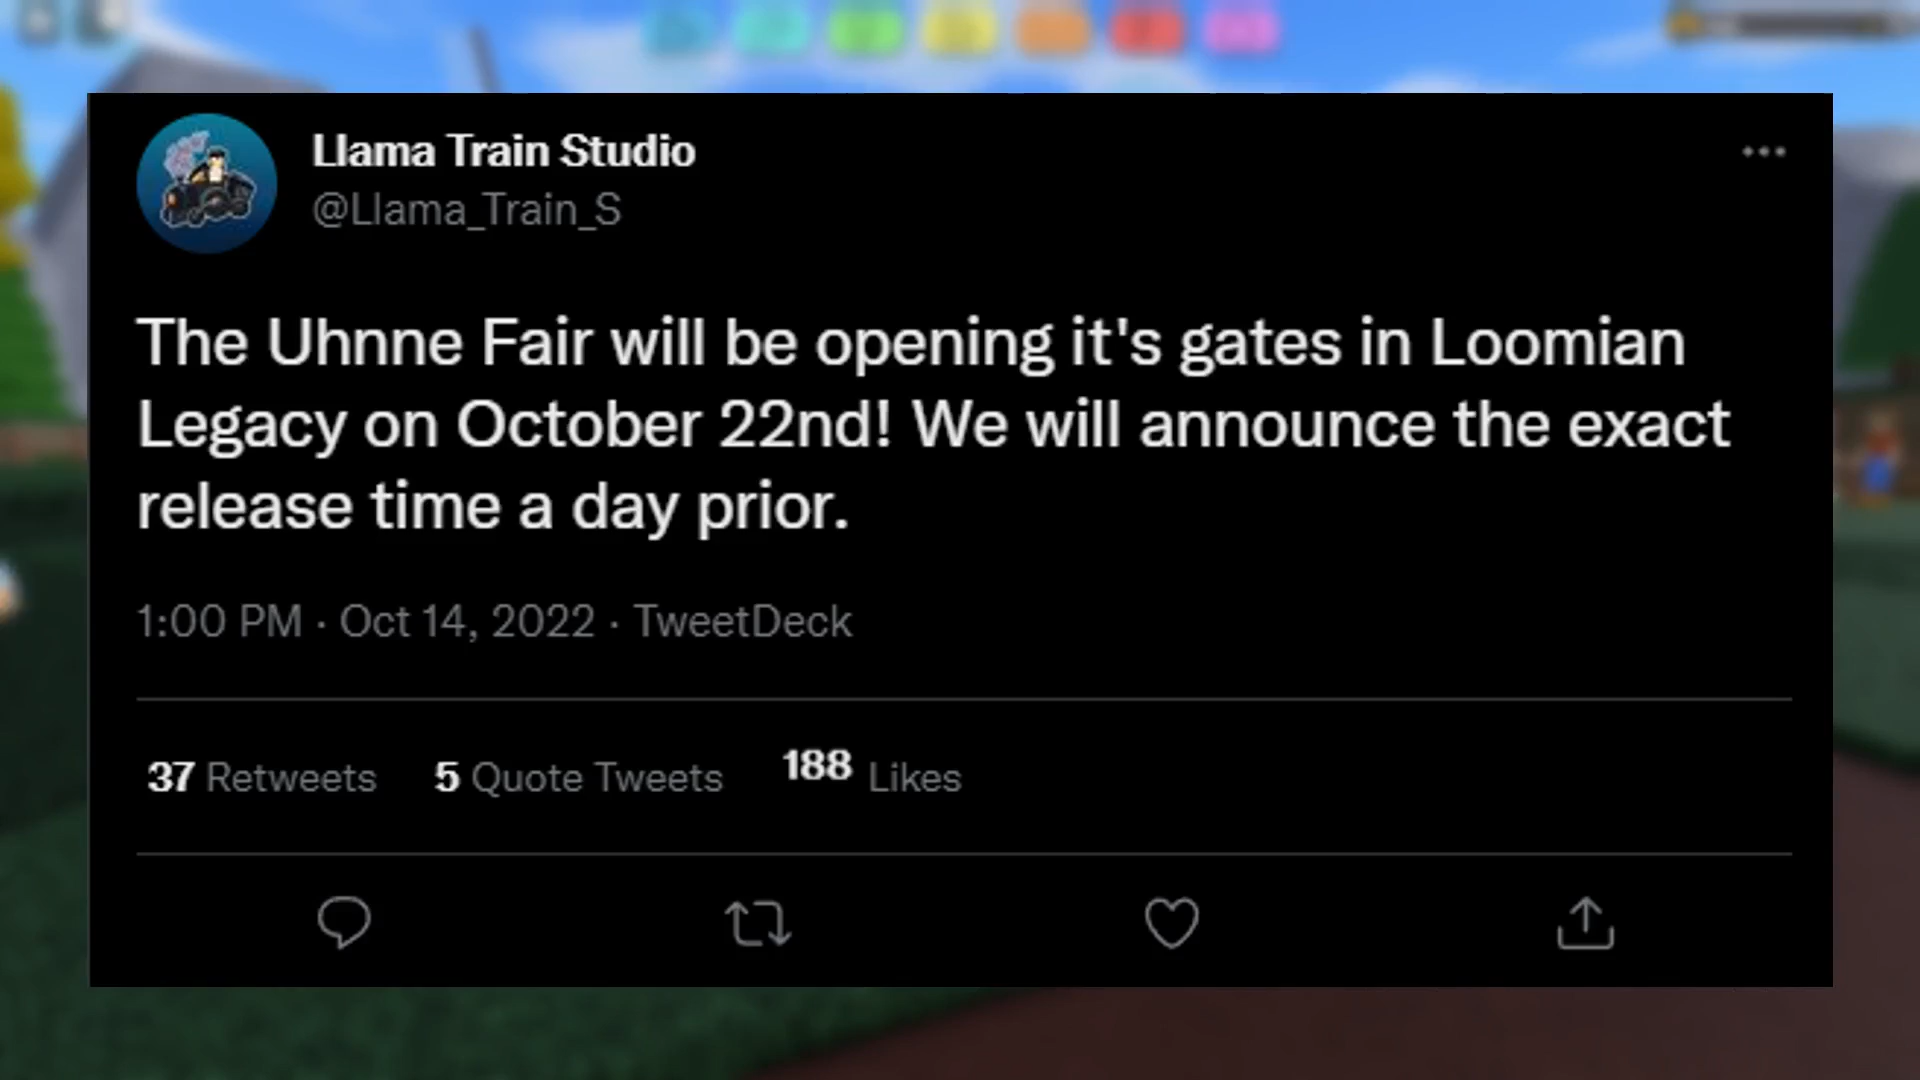 Llama Train Studio
@Llama_Train_S
The Uhnne Fair will be opening it's gates in Loomian
Legacy on October 22nd! We will announce the exact
release time a day prior.
1:00 PM · Oct 14, 2022 · TweetDeck
37 Retweets 5 Quote Tweets 188 Likes